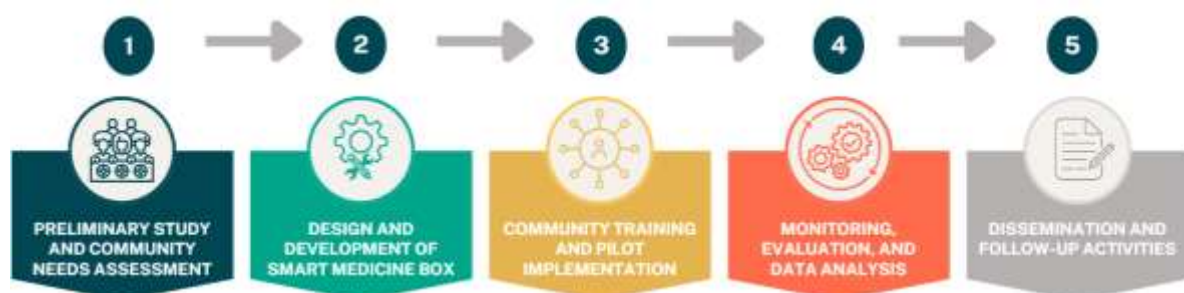 1
2
3
4
5
PRELIMINARY STUDY
AND COMMUNITY
NEEDS ASSESSMENT
DESIGN AND
DEVELOPMENT OF
SMART MEDICINE BOX
COMMUNITY TRAINING
AND PILOT
IMPLEMENTATION
MONITORING,
EVALUATION, AND
DATA ANALYSIS
DISSEMINATION AND
FOLLOW-UP ACTIVITIES